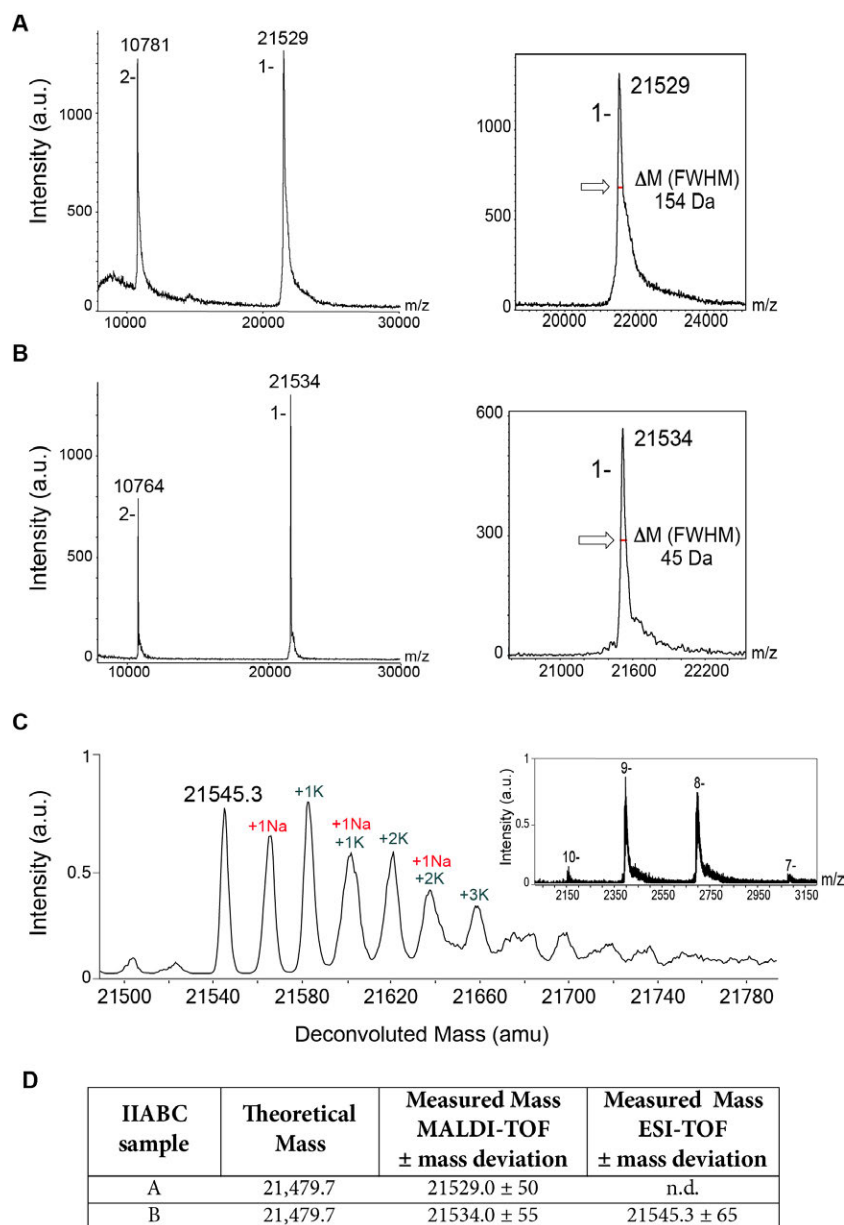 A
10781
2-
21529
1-
Intensity (a.u.)
1000
500
0
10000
20000
30000
m/z
21529
1-
ΔM (FWHM)
154 Da
1000
500
0
20000
22000
24000
m/z
B
21534
1-
10764
2-
Intensity (a.u.)
1000
500
0
10000
20000
30000
m/z
600
21534
1-
ΔM (FWHM)
45 Da
300
0
21000
21600
22200
m/z
C
Intensity (a.u.)
1
0.5
0
21545.3
+1Na
+1K
+1Na
+1K
+2K
+1Na
+2K
+3K
21500
21540
21580
21620
21660
21700
21740
21780
Deconvoluted Mass (amu)
Intensity (a.u.)
1
0.5
0
10-
9-
8-
7-
2150
2350
2550
2750
2950
3150
m/z
D
IIABC sample | Theoretical Mass | Measured Mass MALDI-TOF ± mass deviation | Measured Mass ESI-TOF ± mass deviation
A 21,479.7 21529.0 ± 50 n.d.
B 21,479.7 21534.0 ± 55 21545.3 ± 65